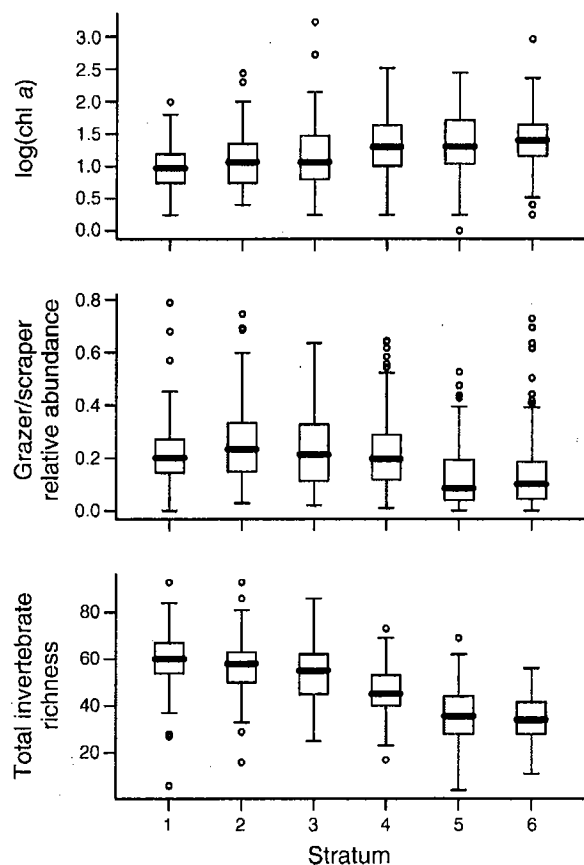 log(chl a)
3.0
2.5
2.0
1.5
1.0
0.5
0.0
Grazer/scraper
relative abundance
0.8
0.6
0.4
0.2
0.0
Total invertebrate
richness
80
60
40
20
1 2 3 4 5 6
Stratum